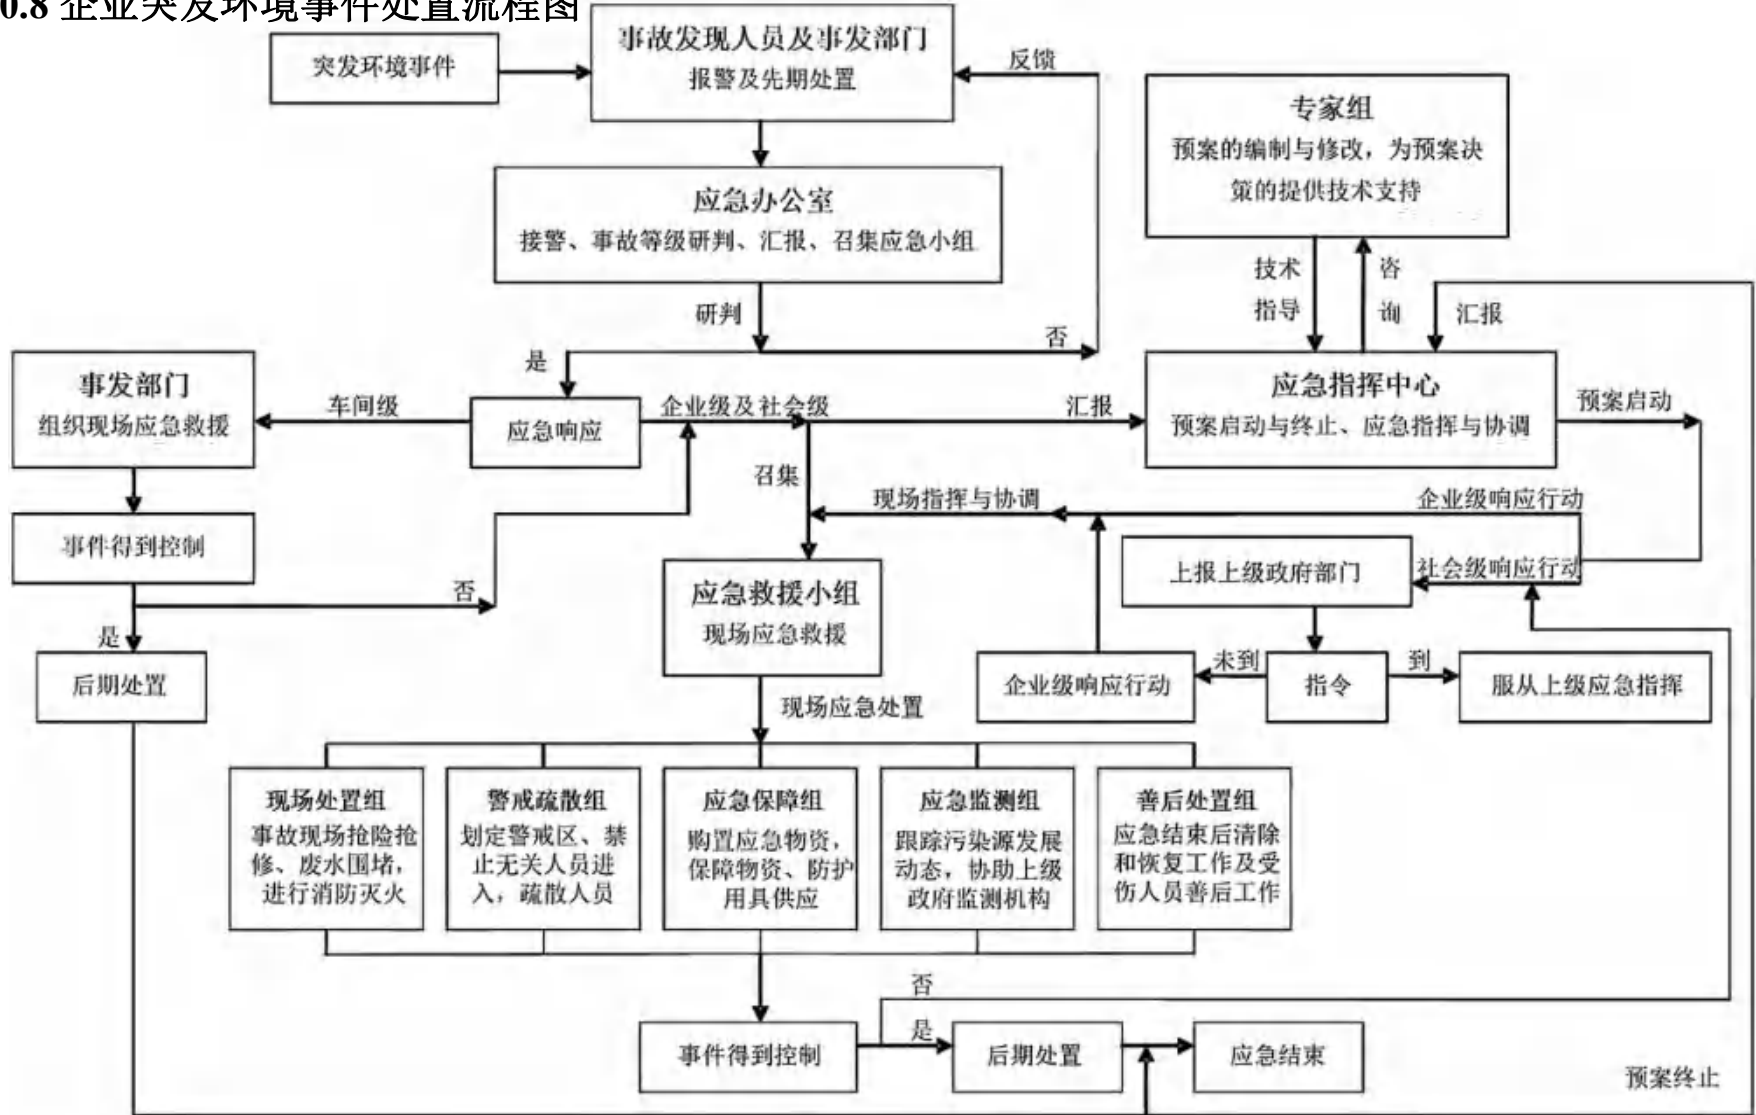 0.8 企业突发环境事件处置流程图
突发环境事件
事故发现人员及事发部门
报警及先期处置
反馈
专家组
预案的编制与修改，为预案决
策的提供技术支持
应急办公室
接警、事故等级研判、汇报、召集应急小组
技术
指导
咨
询
汇报
研判
否
是
事发部门
组织现场应急救援
车间级
应急响应
企业级及社会级
汇报
应急指挥中心
预案启动与终止、应急指挥与协调
预案启动
召集
现场指挥与协调
企业级响应行动
事件得到控制
否
是
应急救援小组
现场应急救援
上报上级政府部门
社会级响应行动
后期处置
企业级响应行动
未到
指令
到
服从上级应急指挥
现场应急处置
现场处置组
事故现场抢险抢
修、废水围堵，
进行消防灭火
警戒疏散组
划定警戒区、禁
止无关人员进
入，疏散人员
应急保障组
购置应急物资，
保障物资、防护
用具供应
应急监测组
跟踪污染源发展
动态，协助上级
政府监测机构
善后处置组
应急结束后清除
和恢复工作及受
伤人员善后工作
否
事件得到控制
是
后期处置
应急结束
预案终止